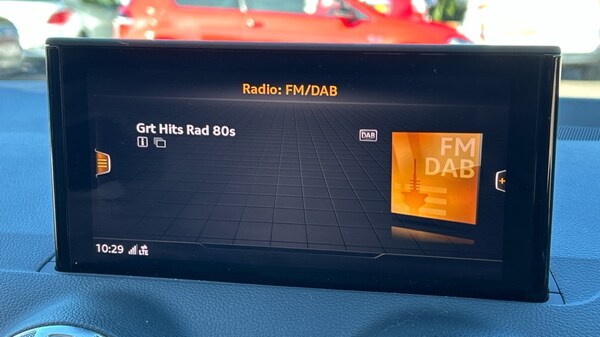 Radio: FM/DAB
Grt Hits Rad 80s
DAB
FM
DAB
10:29 LTE